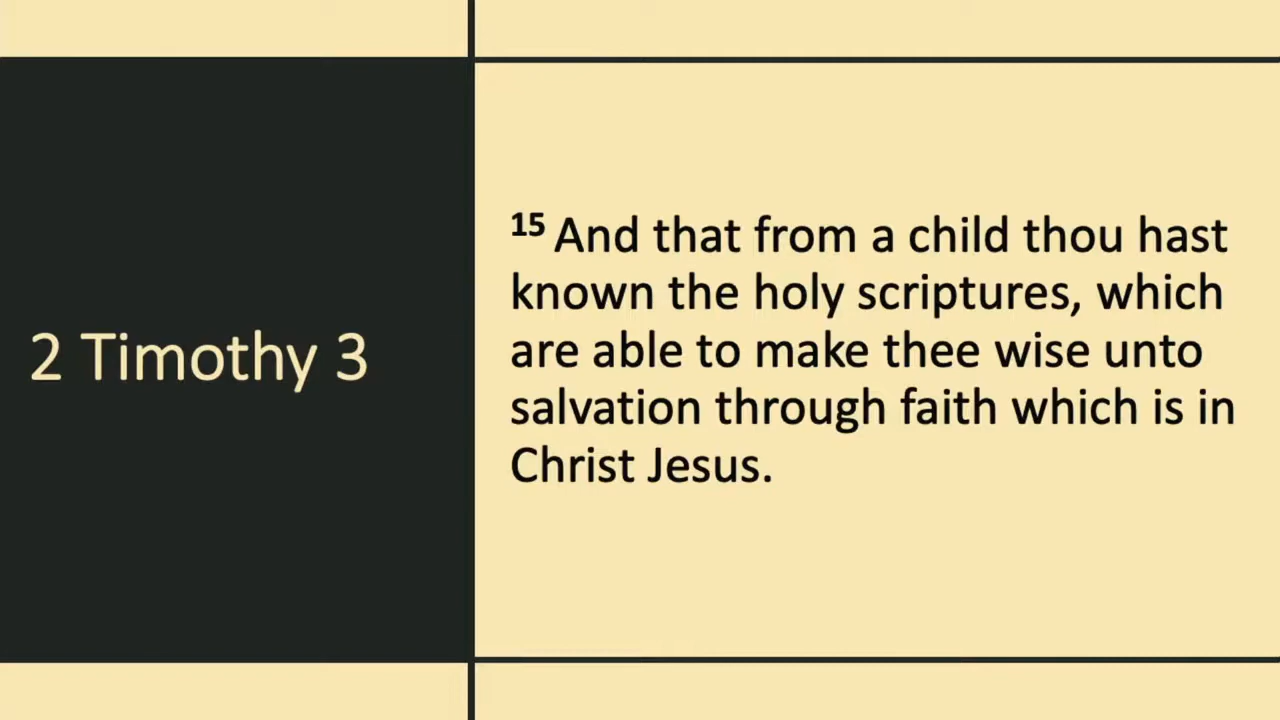 2 Timothy 3
15 And that from a child thou hast
known the holy scriptures, which
are able to make thee wise unto
salvation through faith which is in
Christ Jesus.